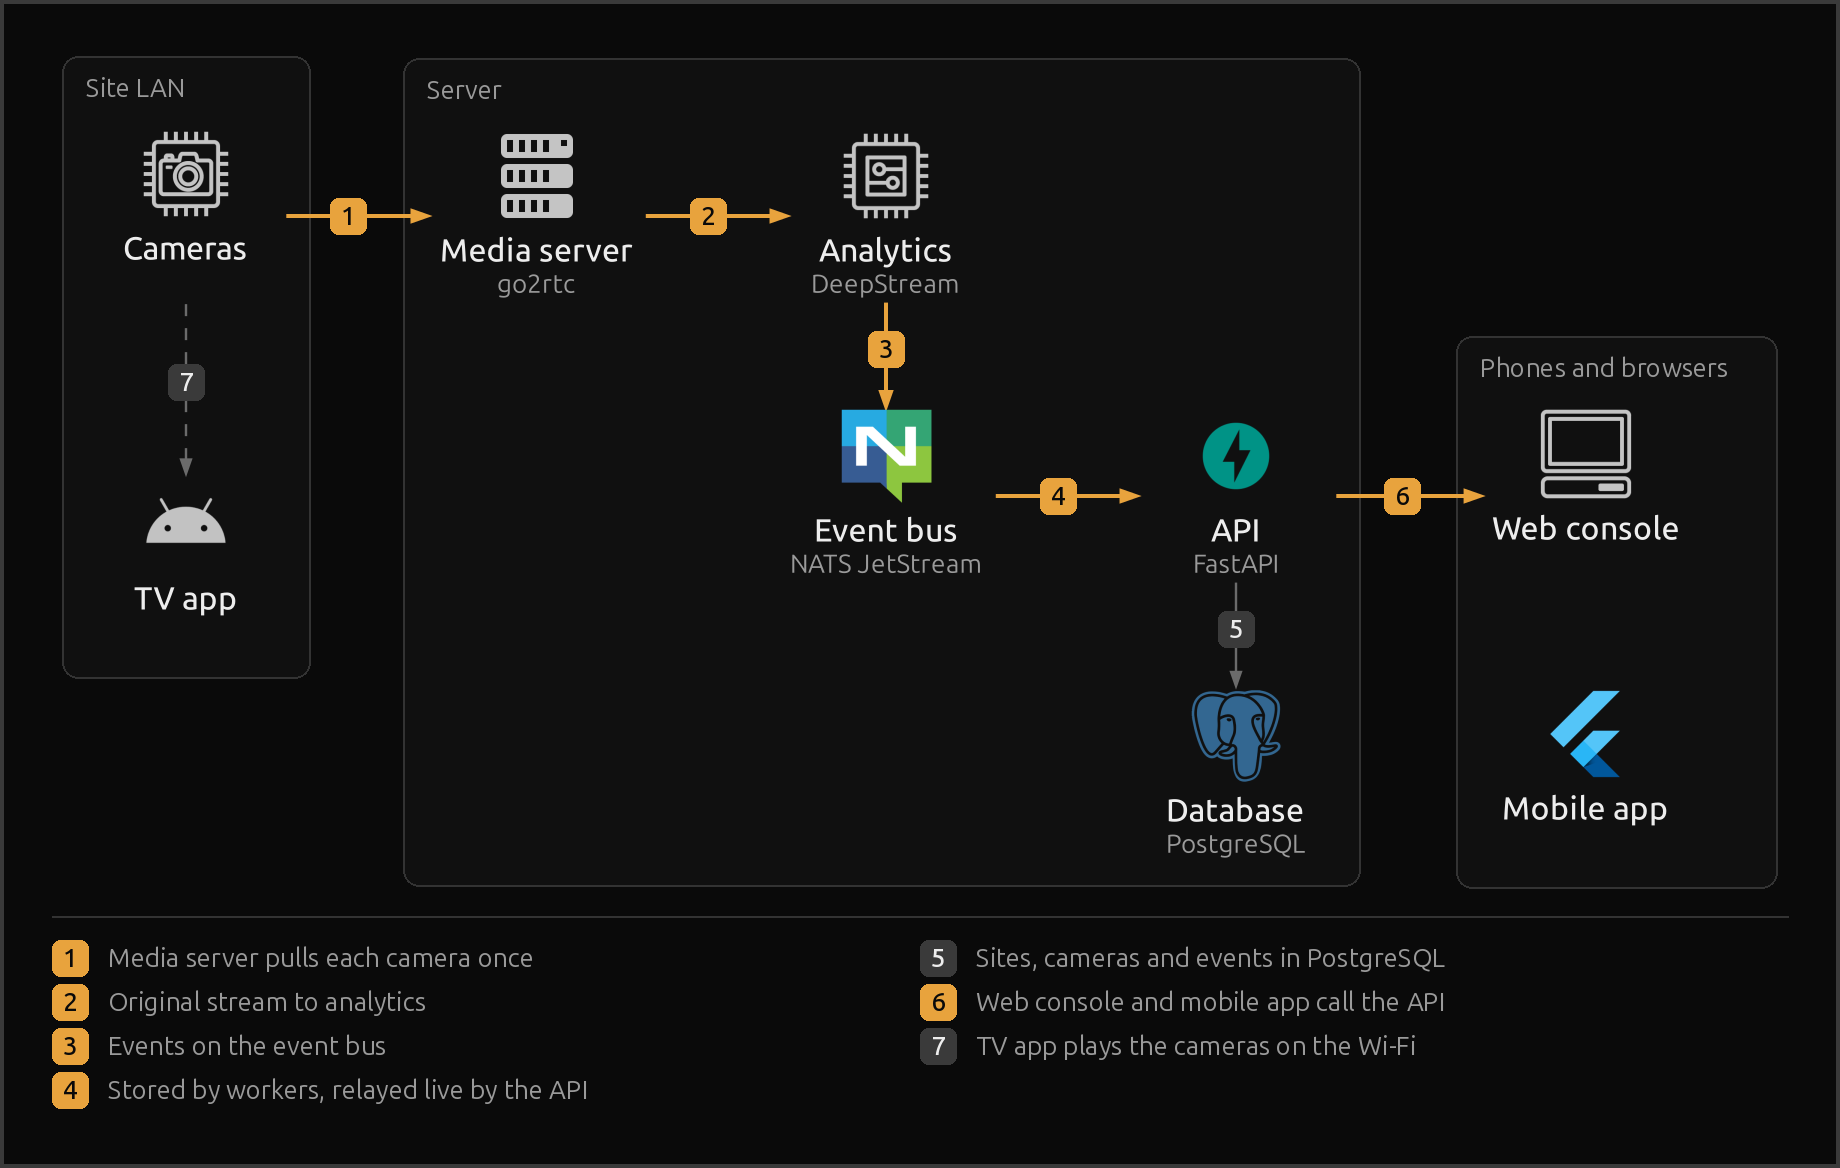 Site LAN
Cameras
7
TV app
1
Server
Media server
go2rtc
2
Analytics
DeepStream
3
N
Event bus
NATS JetStream
4
API
FastAPI
5
Database
PostgreSQL
6
Phones and browsers
Web console
Mobile app
1 Media server pulls each camera once
2 Original stream to analytics
3 Events on the event bus
4 Stored by workers, relayed live by the API
5 Sites, cameras and events in PostgreSQL
6 Web console and mobile app call the API
7 TV app plays the cameras on the Wi-Fi